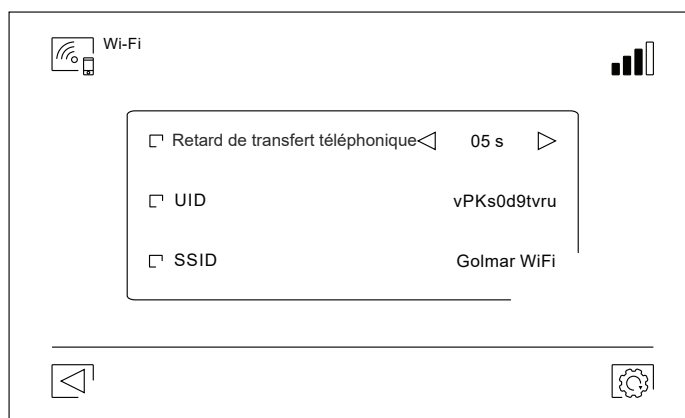 Wi-Fi
Retard de transfert téléphonique 05 s
UID vPKs0d9tvru
SSID Golmar WiFi